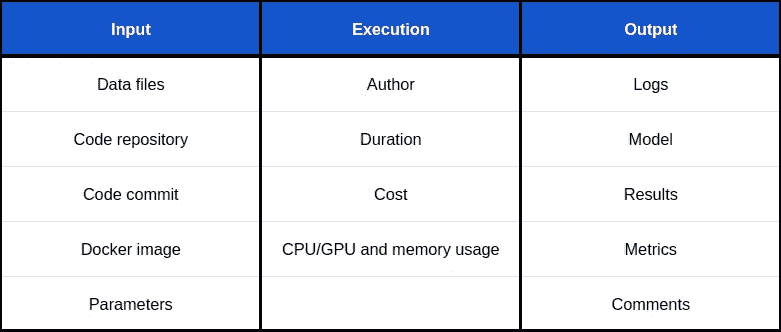 Input Execution Output
Data files Author Logs
Code repository Duration Model
Code commit Cost Results
Docker image CPU/GPU and memory usage Metrics
Parameters Comments